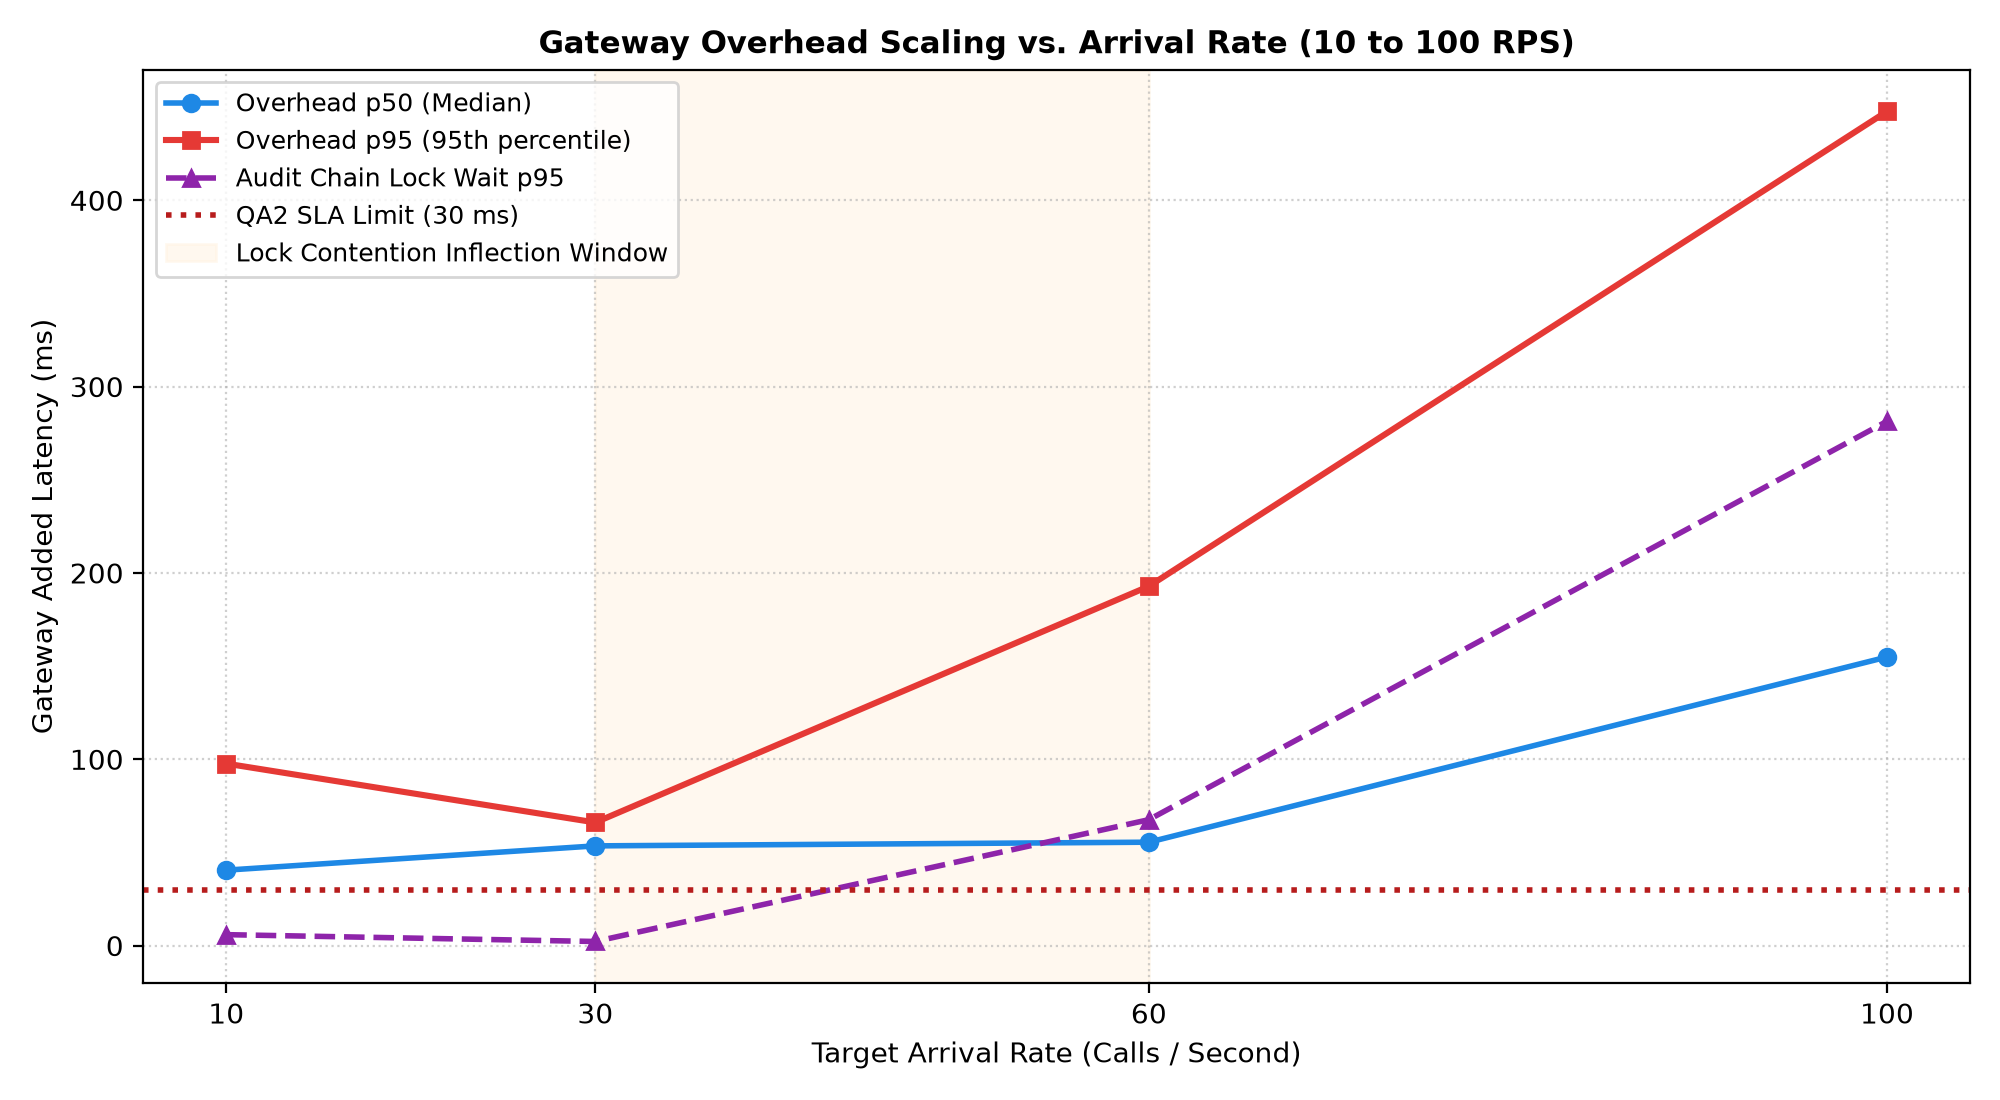 Gateway Overhead Scaling vs. Arrival Rate (10 to 100 RPS)
Overhead p50 (Median)
Overhead p95 (95th percentile)
Audit Chain Lock Wait p95
QA2 SLA Limit (30 ms)
Lock Contention Inflection Window
Gateway Added Latency (ms)
400
300
200
100
0
10 30 60 100
Target Arrival Rate (Calls / Second)